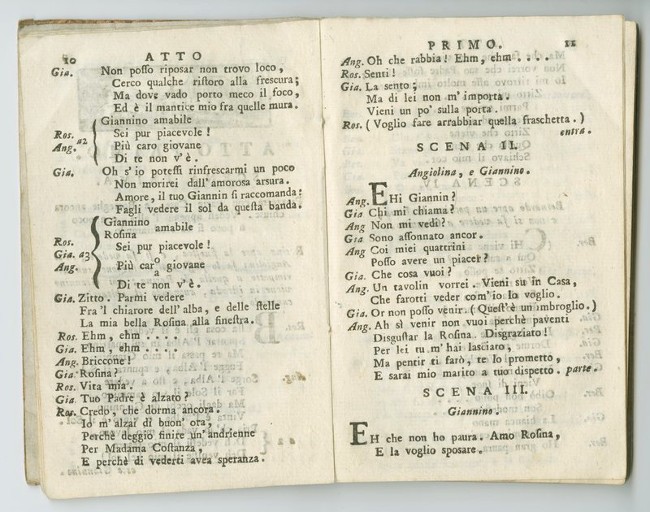 10 ATTO
Gia. Non posso riposar non trovo loco,
Cerco qualche ristoro alla frescura;
Ma dove vado porto meco il foco,
Ed è il mantice mio fra quelle mura.
Giannino amabile
Ros. a2 Sei pur piacevole!
Ang. Più caro giovane
Di te non v'è.
Gia. Oh s'io potessi rinfrescarmi un poco
Non morirei dall'amorosa arsura.
Amore, il tuo Giannin si raccomanda!
Fagli vedere il sol da questa banda.
Giannino
Rosina amabile
Ros. Sei pur piacevole!
Gia. a3
Ang. Più car o/a giovane
Di te non v'è.
Gia. Zitto. Parmi vedere
Fra 'l chiarore dell'alba, e delle stelle
La mia bella Rosina alla finestra.
Ros. Ehm, ehm . . . .
Gia. Ehm, ehm . . . .
Ang. Briccone!
Gia. Rosina?
Ros. Vita mia.
Gia. Tuo Padre è alzato?
Ros. Credo, che dorma ancora.
Io m'alzai di buon'ora,
Perchè deggio finire un'andrienne
Per Madama Costanza,
E perchè di vederti avea speranza.
PRIMO. 11
Ang. Oh che rabbia! Ehm, ehm . . . .
Ros. Senti!
Gia. La sento;
Ma di lei non m'importa.
Vieni un po' sulla porta.
Ros. (Voglio fare arrabbiar quella fraschetta.)
entra.
SCENA II.
Angiolina, e Giannino.
Ang. EHi Giannin?
Gia Chi mi chiama?
Ang Non mi vedi?
Gia Sono assonnato ancor.
Ang Coi miei quattrini
Posso avere un piacer?
Gia. Che cosa vuoi?
Ang. Un tavolin vorrei. Vieni su in Casa,
Che farotti veder com'io lo voglio.
Gia. Or non posso venir. (Quest'è un imbroglio.)
Ang. Ah sì venir non vuoi perchè paventi
Disgustar la Rosina. Disgraziato!
Per lei tu m'hai lasciato;
Ma pentir ti farò, te lo prometto,
E sarai mio marito a tuo dispetto. parte.
SCENA III.
Giannino.
EH che non ho paura. Amo Rosina,
E la voglio sposare.